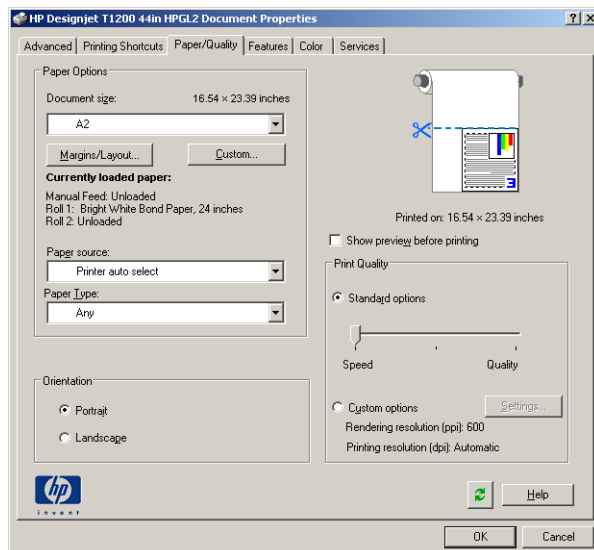 HP Designjet T1200 44in HPGL2 Document Properties
Advanced Printing Shortcuts Paper/Quality Features Color Services
Paper Options
Document size: 16.54 × 23.39 inches
A2
Margins/Layout... Custom...
Currently loaded paper:
Manual Feed: Unloaded
Roll 1: Bright White Bond Paper, 24 inches
Roll 2: Unloaded
Paper source:
Printer auto select
Paper Type:
Any
Orientation
Portrait
Landscape
3
Printed on: 16.54 × 23.39 inches
Show preview before printing
Print Quality
Standard options
Speed Quality
Custom options Settings...
Rendering resolution (ppi): 600
Printing resolution (dpi): Automatic
hp
invent
Help
OK Cancel